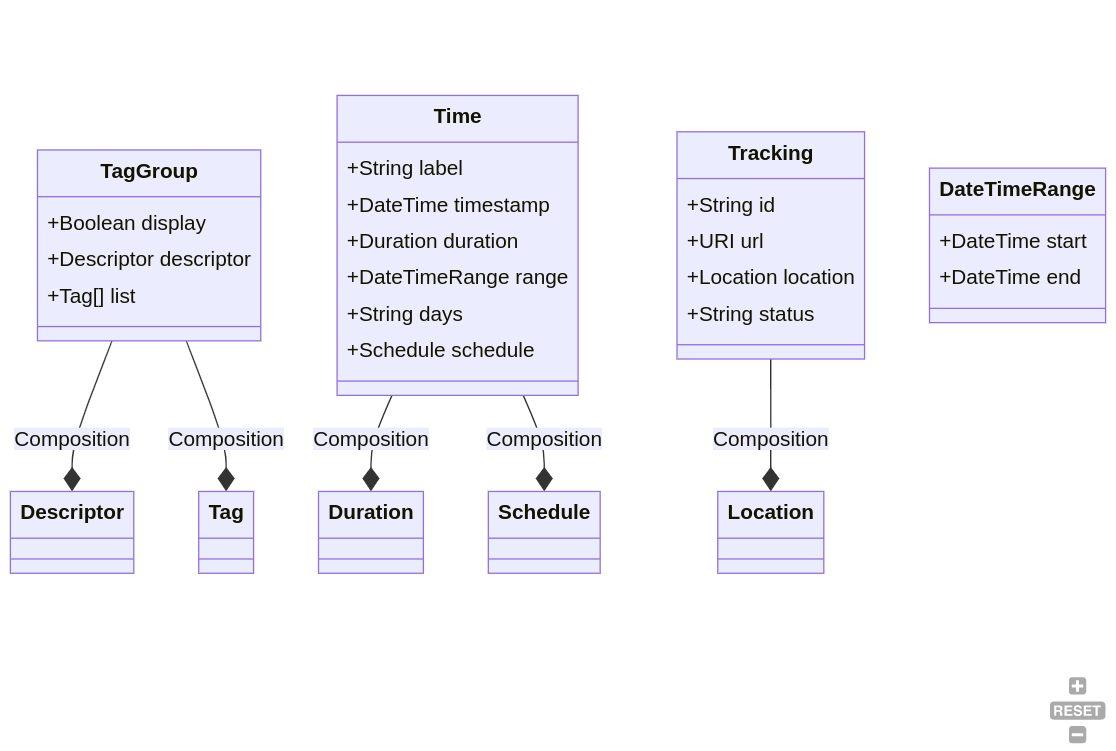 TagGroup
+Boolean display
+Descriptor descriptor
+Tag[] list
Time
+String label
+DateTime timestamp
+Duration duration
+DateTimeRange range
+String days
+Schedule schedule
Tracking
+String id
+URI url
+Location location
+String status
DateTimeRange
+DateTime start
+DateTime end
Composition
Composition
Composition
Composition
Composition
Descriptor
Tag
Duration
Schedule
Location
RESET